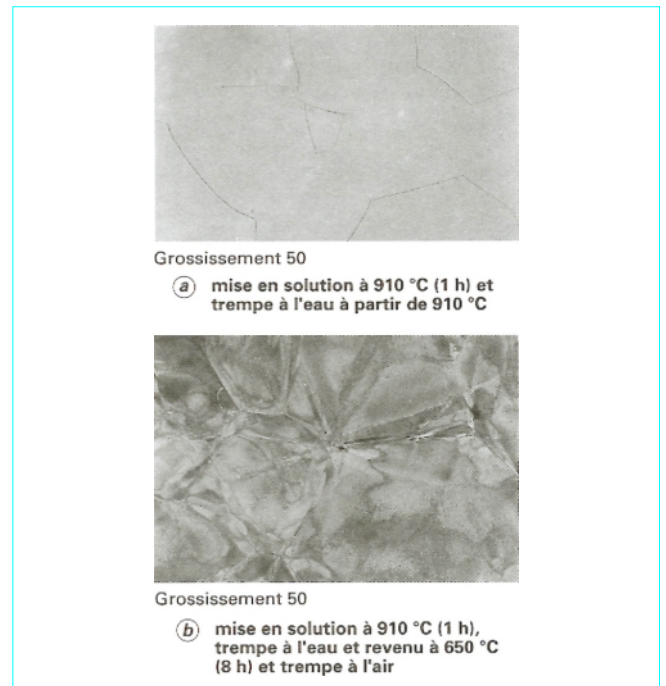 Grossissement 50
a mise en solution à 910 °C (1 h) et
trempe à l'eau à partir de 910 °C
Grossissement 50
b mise en solution à 910 °C (1 h),
trempe à l'eau et revenu à 650 °C
(8 h) et trempe à l'air